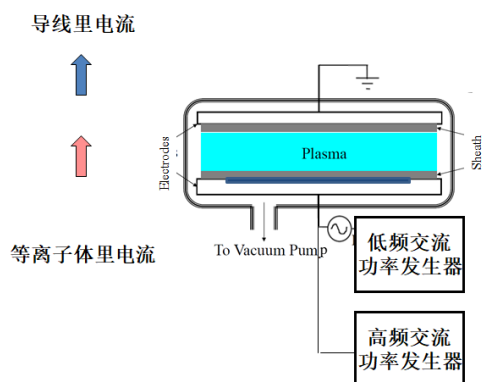 导线里电流
Electrodes
Plasma
Sheath
等离子体里电流
To Vacuum Pump
低频交流
功率发生器
高频交流
功率发生器